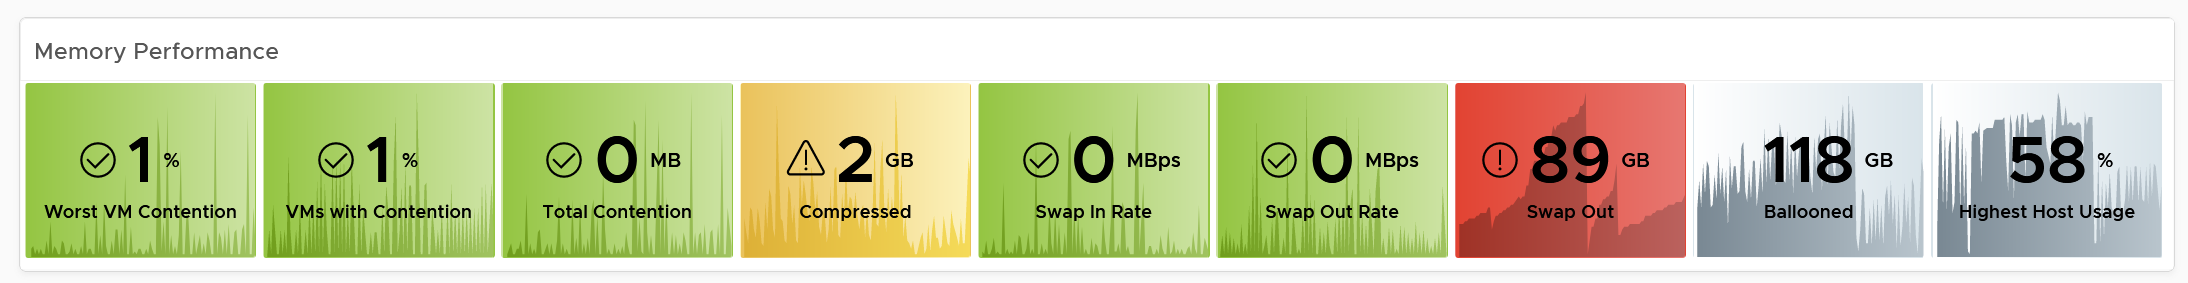 Memory Performance
1 %
Worst VM Contention
1 %
VMs with Contention
0 MB
Total Contention
2 GB
Compressed
0 MBps
Swap In Rate
0 MBps
Swap Out Rate
89 GB
Swap Out
118 GB
Ballooned
58 %
Highest Host Usage